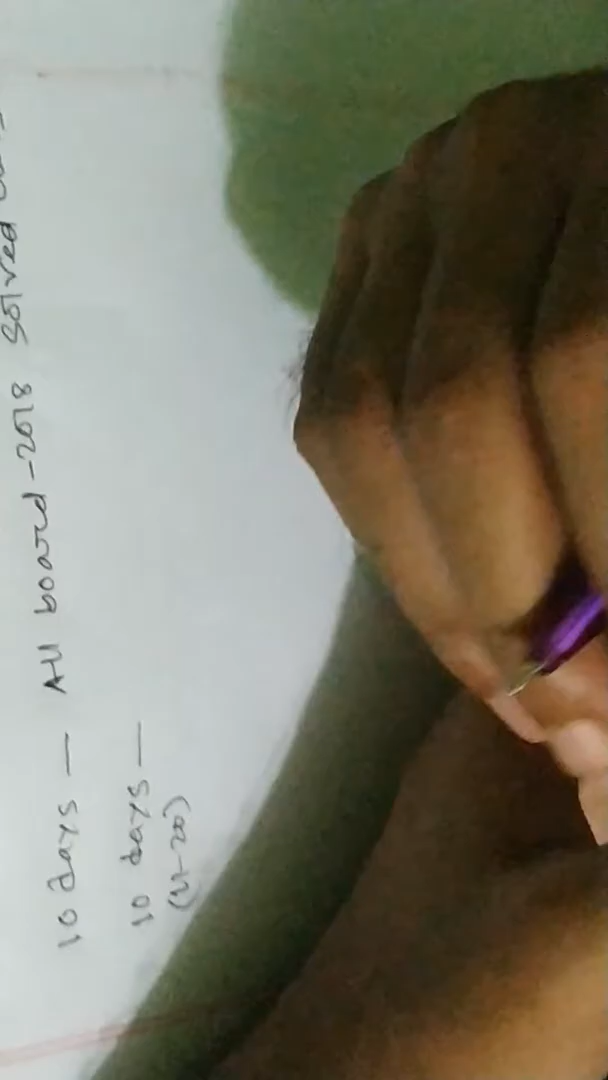 10 days — All board-2018 solved
10 days —
(11-20)